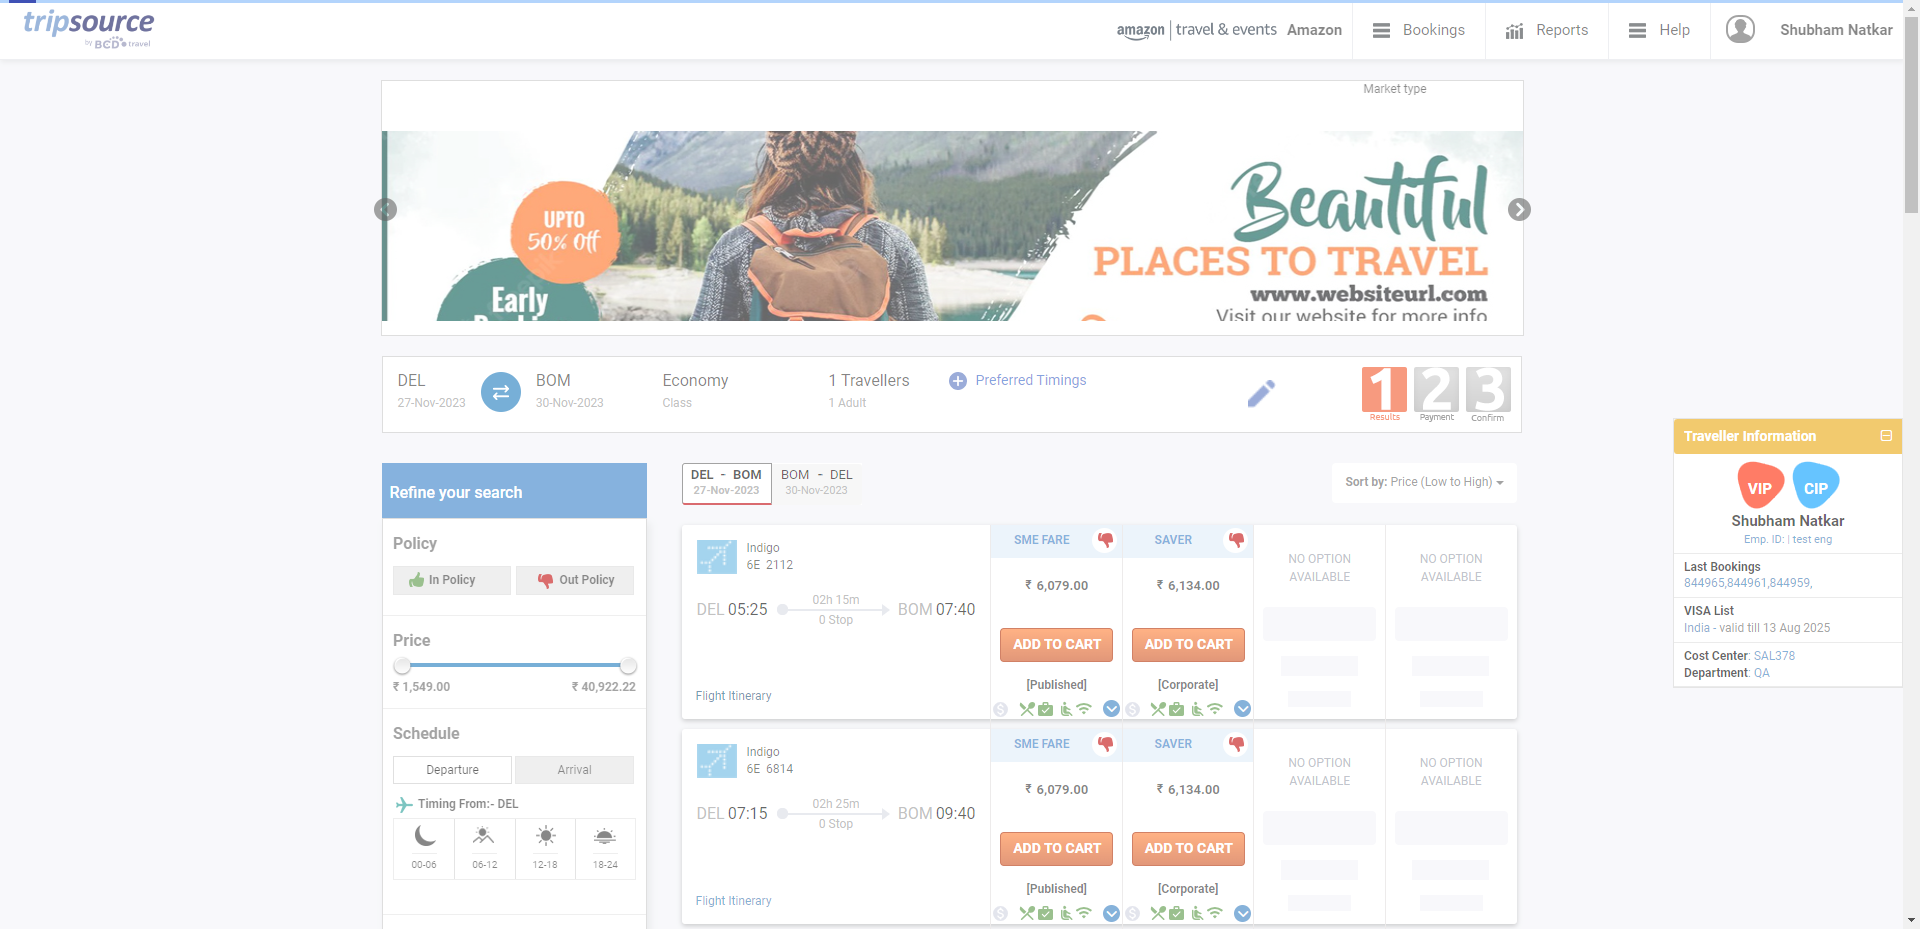 tripsource
by BCD travel
amazon | travel & events Amazon
Bookings
Reports
Help
Shubham Natkar
Market type
UPTO
50% Off
Early
Beautiful
PLACES TO TRAVEL
www.websiteurl.com
Visit our website for more info
DEL
27-Nov-2023
BOM
30-Nov-2023
Economy
Class
1 Travellers
1 Adult
Preferred Timings
1
Results
2
Payment
3
Confirm
Refine your search
Policy
In Policy
Out Policy
Price
₹ 1,549.00
₹ 40,922.22
Schedule
Departure
Arrival
Timing From:- DEL
00-06
06-12
12-18
18-24
DEL - BOM
27-Nov-2023
BOM - DEL
30-Nov-2023
Sort by: Price (Low to High)
Indigo
6E 2112
DEL 05:25
02h 15m
0 Stop
BOM 07:40
Flight Itinerary
SME FARE
₹ 6,079.00
ADD TO CART
[Published]
SAVER
₹ 6,134.00
ADD TO CART
[Corporate]
NO OPTION
AVAILABLE
NO OPTION
AVAILABLE
Indigo
6E 6814
DEL 07:15
02h 25m
0 Stop
BOM 09:40
Flight Itinerary
SME FARE
₹ 6,079.00
ADD TO CART
[Published]
SAVER
₹ 6,134.00
ADD TO CART
[Corporate]
NO OPTION
AVAILABLE
NO OPTION
AVAILABLE
Traveller Information
VIP
CIP
Shubham Natkar
Emp. ID: | test eng
Last Bookings
844965,844961,844959,
VISA List
India - valid till 13 Aug 2025
Cost Center: SAL378
Department: QA